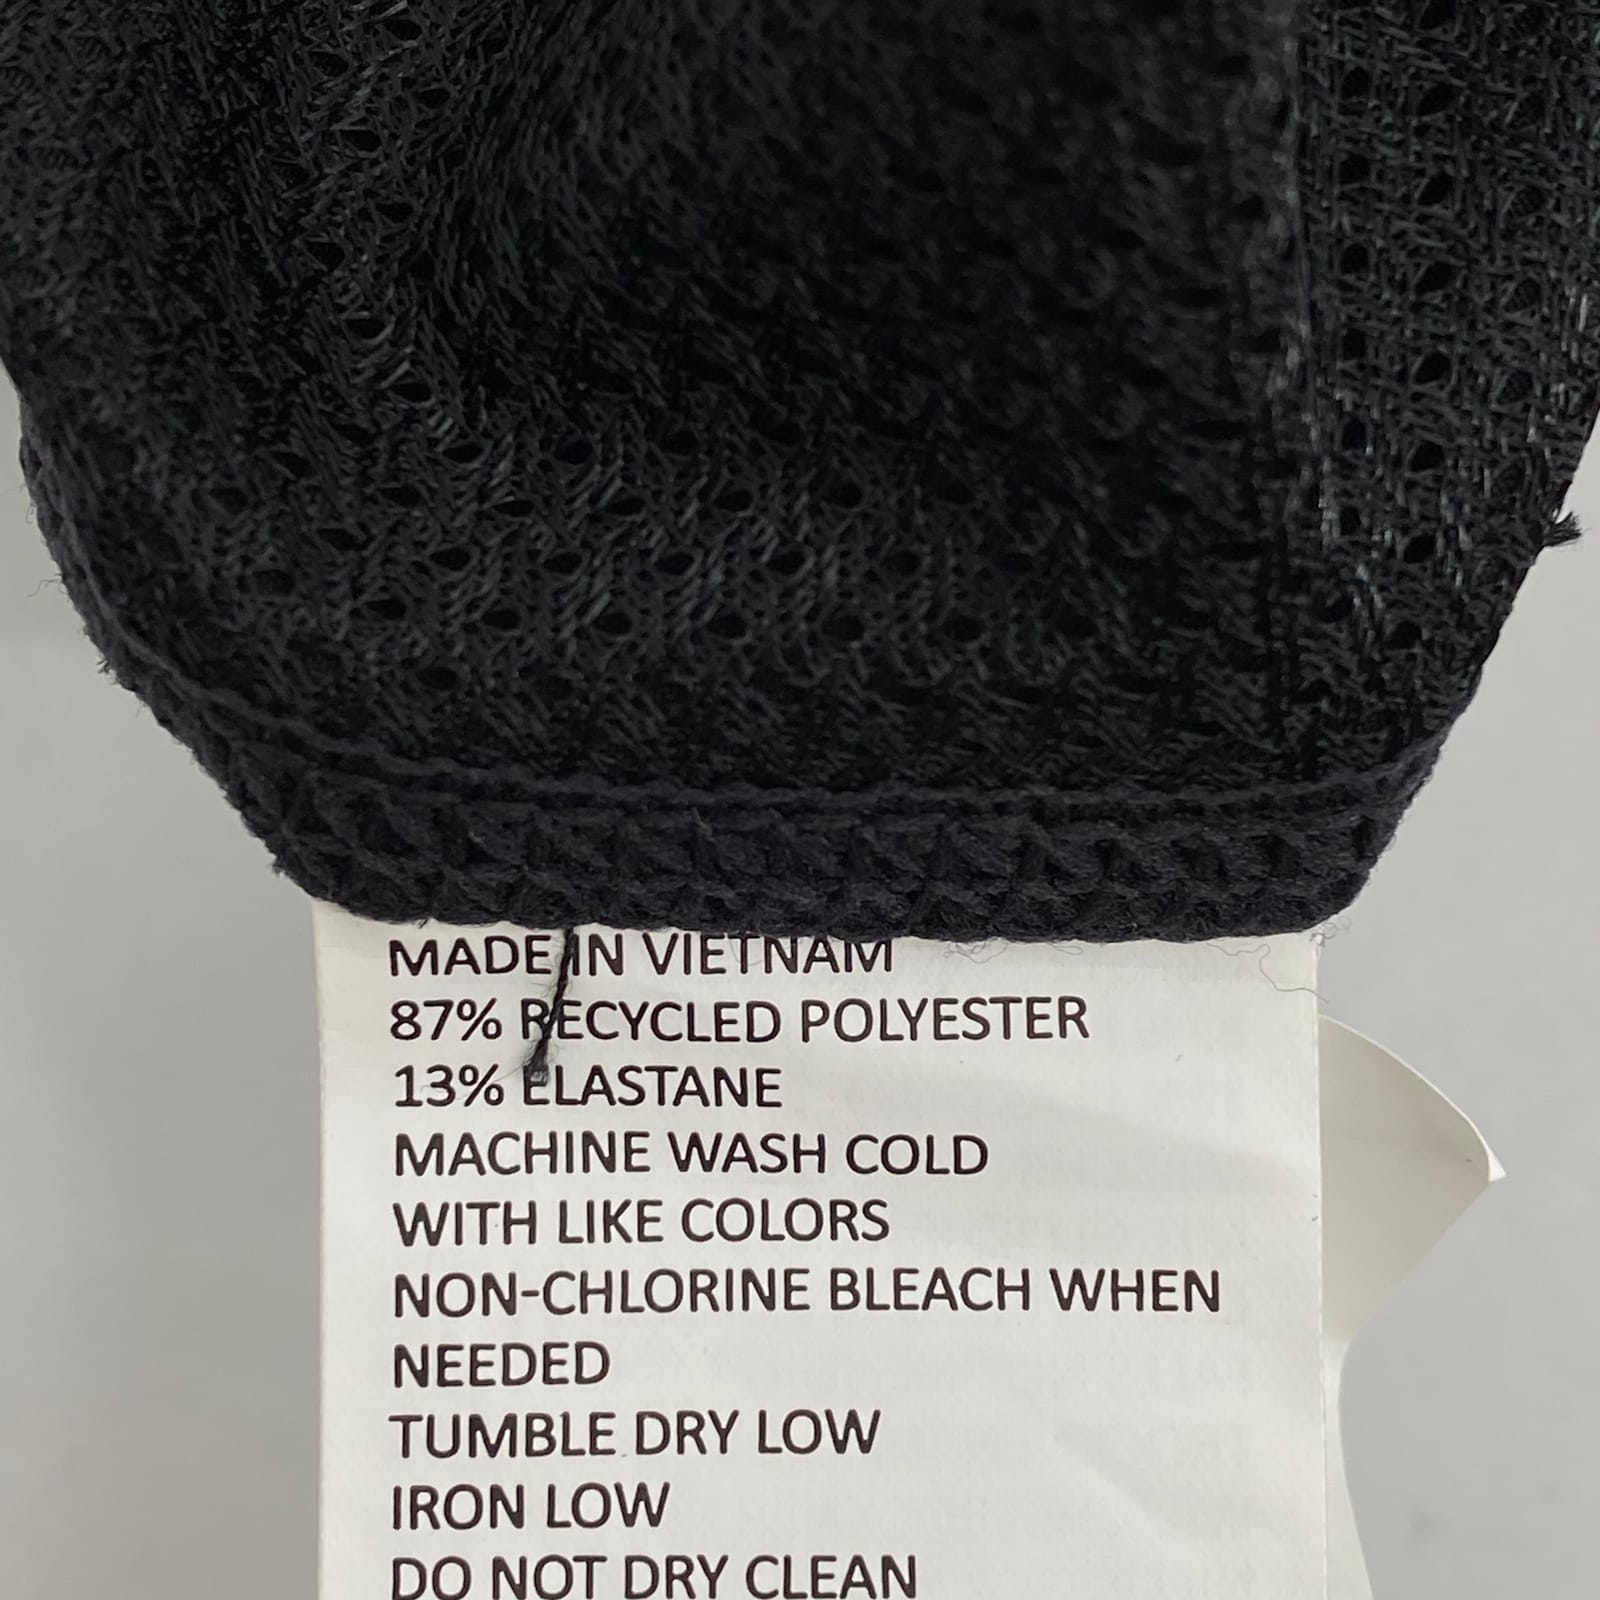 MADE IN VIETNAM
87% RECYCLED POLYESTER
13% ELASTANE
MACHINE WASH COLD
WITH LIKE COLORS
NON-CHLORINE BLEACH WHEN
NEEDED
TUMBLE DRY LOW
IRON LOW
DO NOT DRY CLEAN